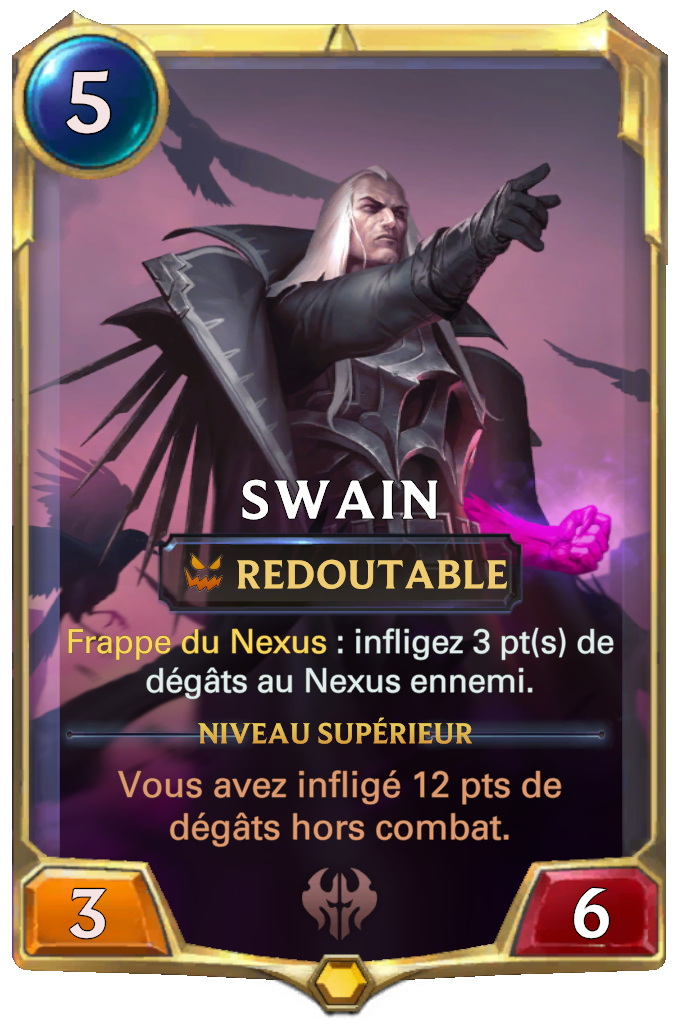 5
SWAIN
REDOUTABLE
Frappe du Nexus : infligez 3 pt(s) de
dégâts au Nexus ennemi.
NIVEAU SUPÉRIEUR
Vous avez infligé 12 pts de
dégâts hors combat.
3
6